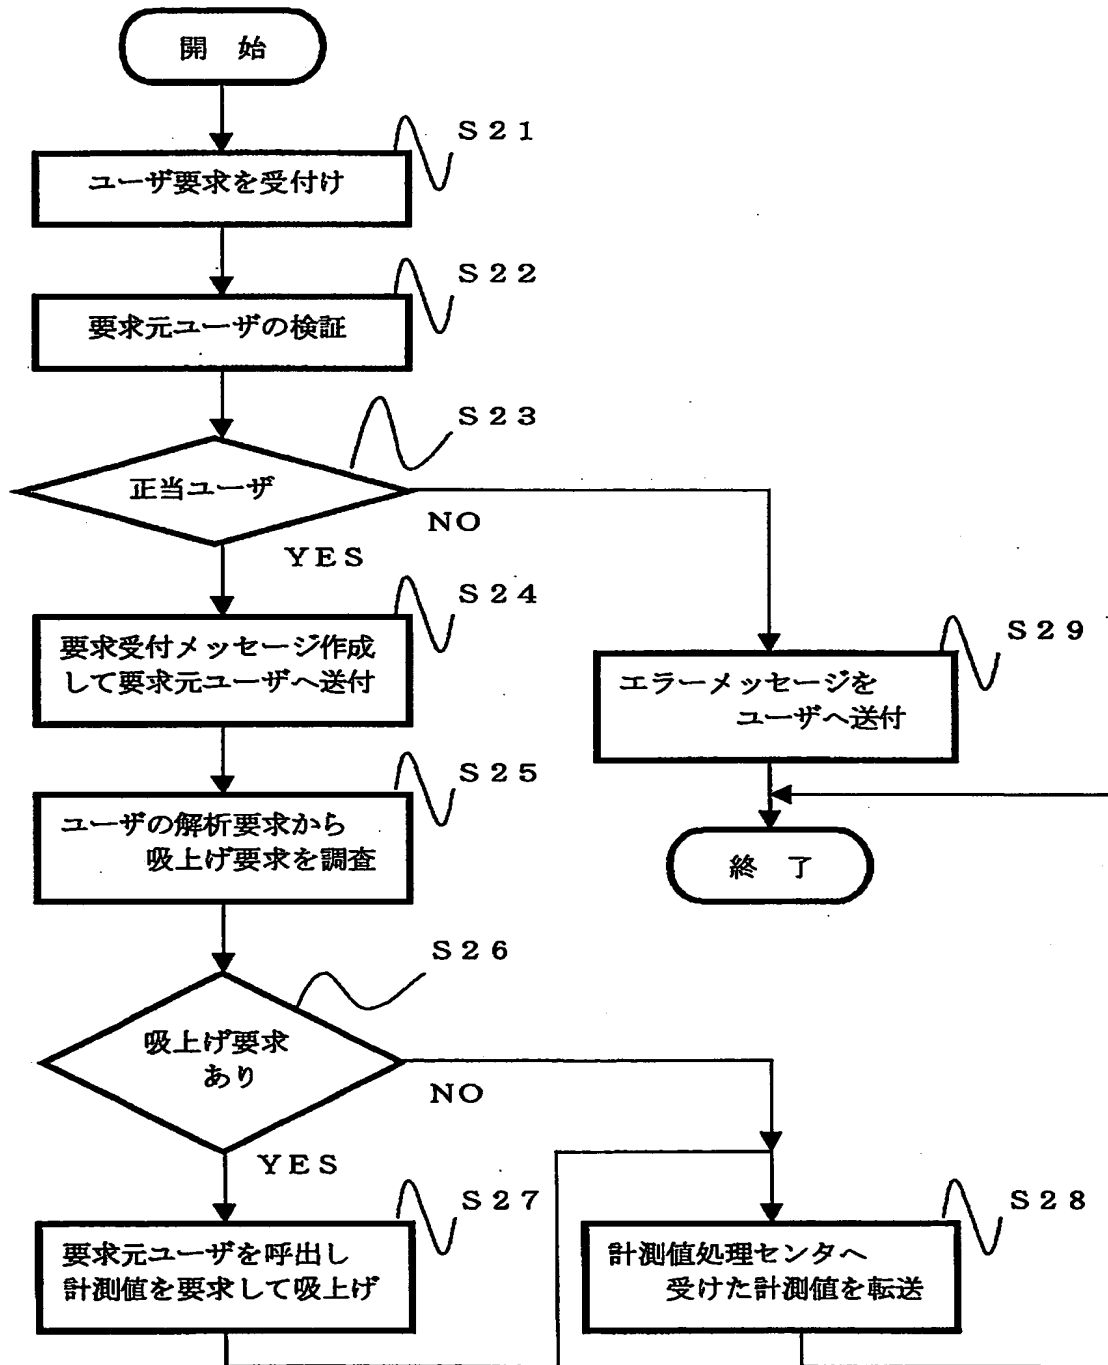 開 始
S21
ユーザ要求を受付け
S22
要求元ユーザの検証
S23
正当ユーザ
NO
YES
S24
要求受付メッセージ作成
して要求元ユーザへ送付
S29
エラーメッセージを
ユーザへ送付
S25
ユーザの解析要求から
吸上げ要求を調査
終 了
S26
吸上げ要求
あり
NO
YES
S27
要求元ユーザを呼出し
計測値を要求して吸上げ
S28
計測値処理センタへ
受けた計測値を転送